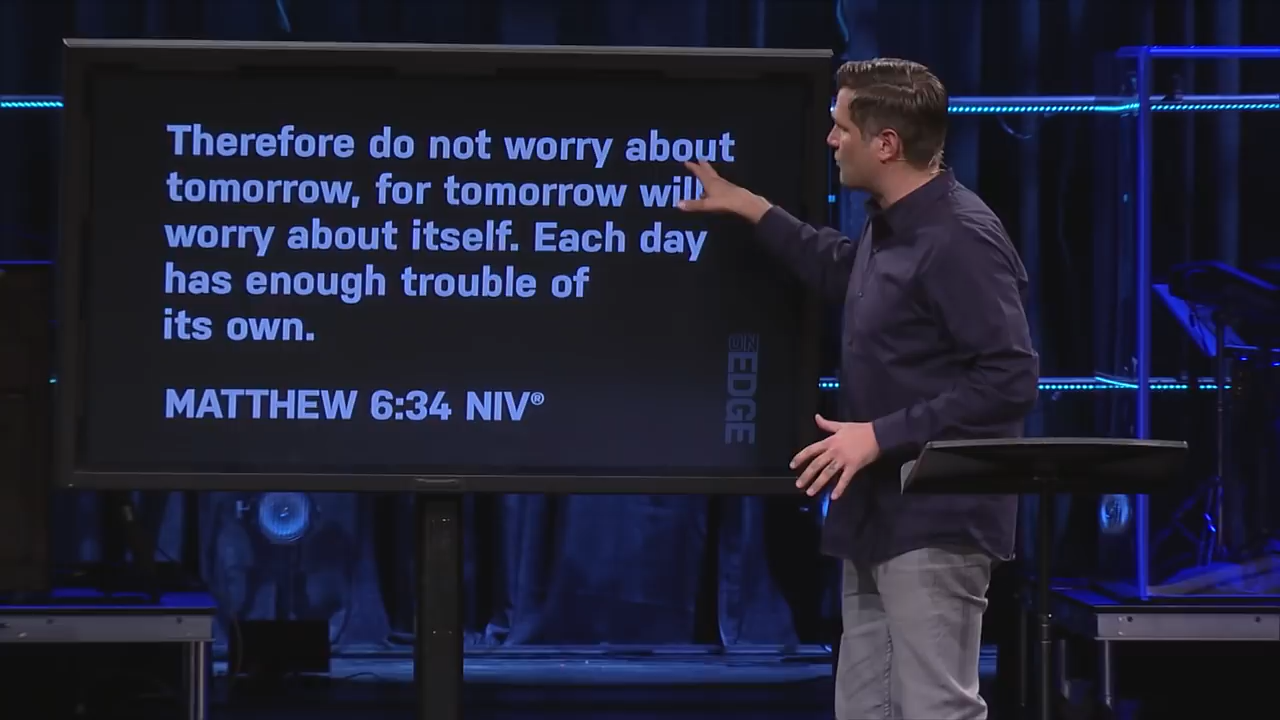 Therefore do not worry about
tomorrow, for tomorrow will
worry about itself. Each day
has enough trouble of
its own.
MATTHEW 6:34 NIV®
UN
EDGE